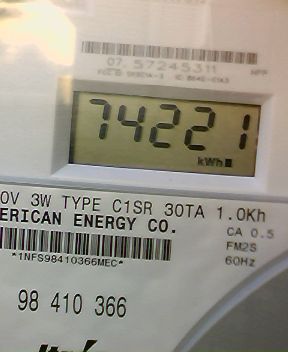 07. 57245311
74221
kWh
0V 3W TYPE C1SR 30TA 1.0Kh
ERICAN ENERGY CO.
CA 0.5
FM2S
*1NFS98410366MEC*
60Hz
98 410 366